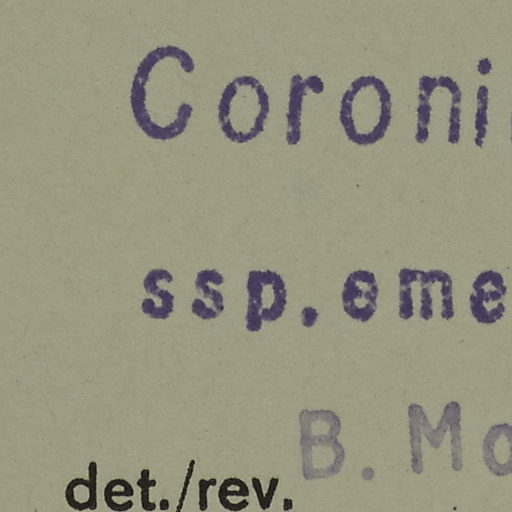 Coroni
ssp. eme
B. Mo
det./rev.